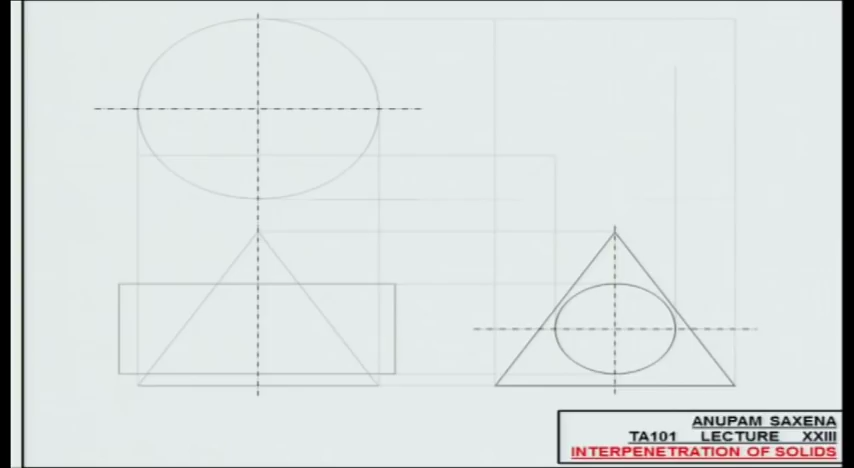 ANUPAM SAXENA
TA101 LECTURE XXIII
INTERPENETRATION OF SOLIDS